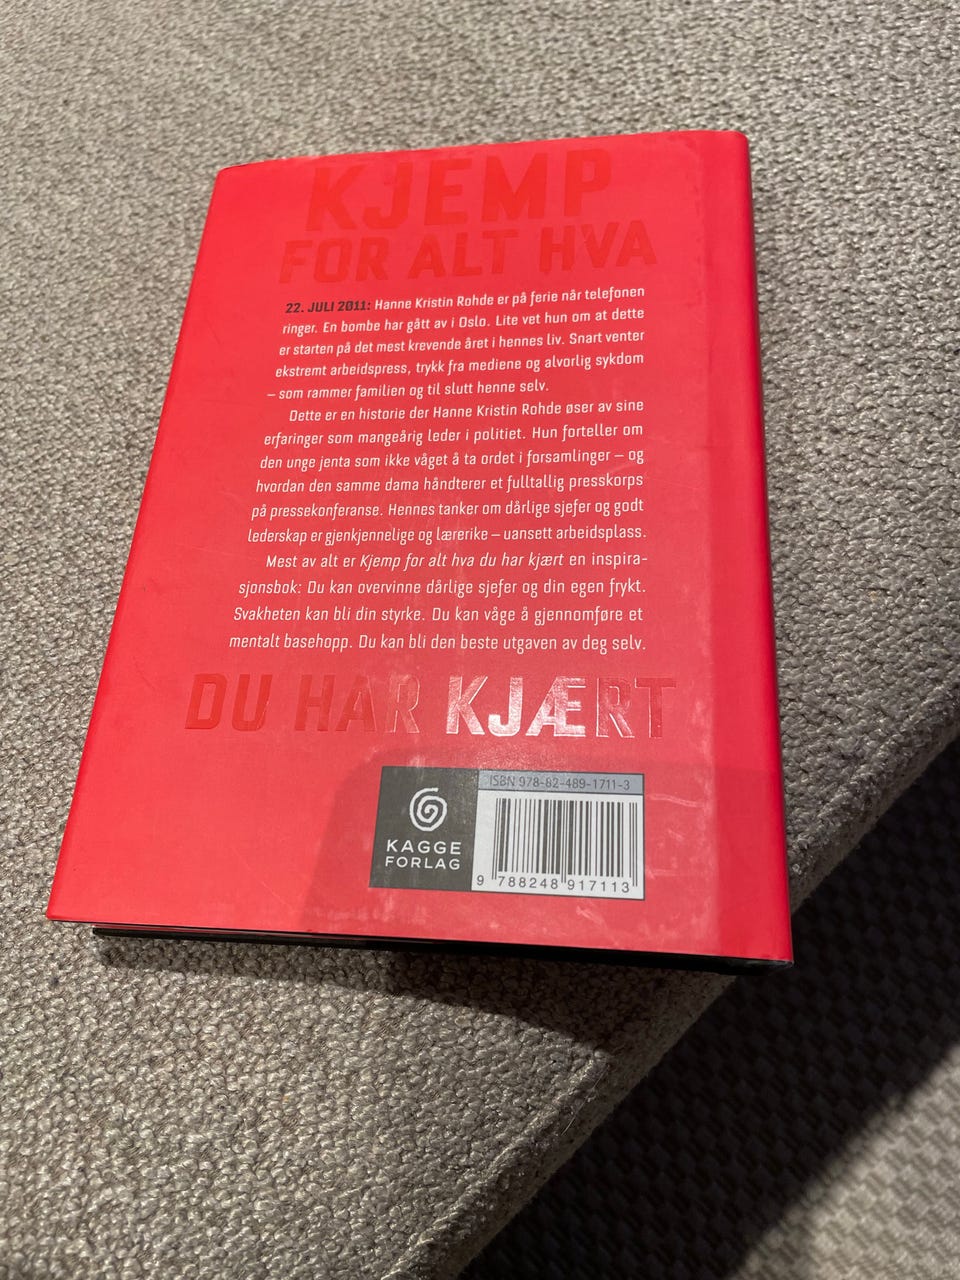 KJEMP
FOR ALT HVA
22. JULI 2011: Hanne Kristin Rohde er på ferie når telefonen
ringer. En bombe har gått av i Oslo. Lite vet hun om at dette
er starten på det mest krevende året i hennes liv. Snart venter
ekstremt arbeidspress, trykk fra mediene og alvorlig sykdom
– som rammer familien og til slutt henne selv.
Dette er en historie der Hanne Kristin Rohde øser av sine
erfaringer som mangeårig leder i politiet. Hun forteller om
den unge jenta som ikke våget å ta ordet i forsamlinger – og
hvordan den samme dama håndterer et fulltallig pressekorps
på pressekonferanse. Hennes tanker om dårlige sjefer og godt
lederskap er gjenkjennelige og lærerike – uansett arbeidsplass.
Mest av alt er Kjemp for alt hva du har kjært en inspira-
sjonsbok: Du kan overvinne dårlige sjefer og din egen frykt.
Svakheten kan bli din styrke. Du kan våge å gjennomføre et
mentalt basehopp. Du kan bli den beste utgaven av deg selv.
DU HAR KJÆRT
ISBN 978-82-489-1711-3
KAGGE
FORLAG
9 788248 917113